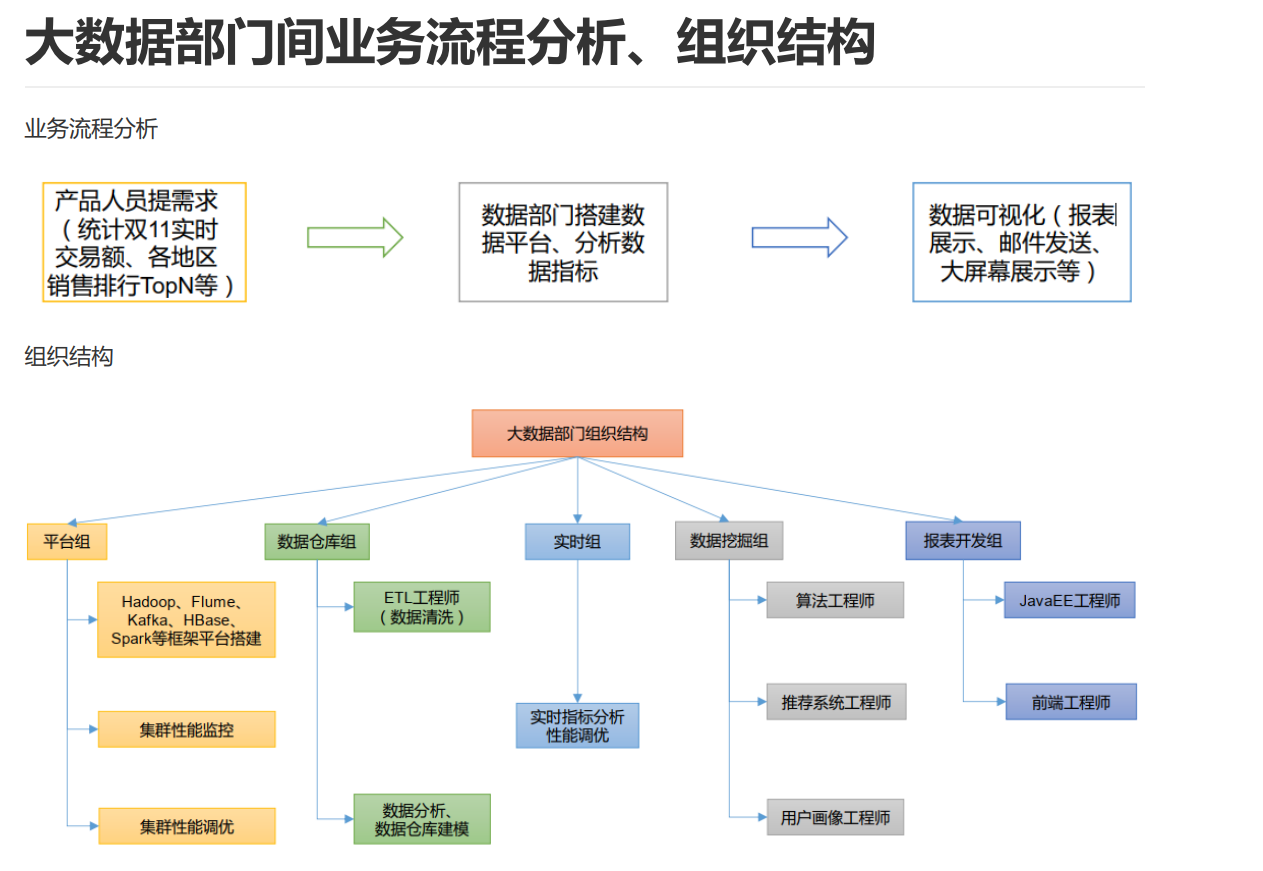 大数据部门间业务流程分析、组织结构
业务流程分析
产品人员提需求
（统计双11实时
交易额、各地区
销售排行TopN等）
数据部门搭建数
据平台、分析数
据指标
数据可视化（报表
展示、邮件发送、
大屏幕展示等）
组织结构
大数据部门组织结构
平台组
Hadoop、Flume、
Kafka、HBase、
Spark等框架平台搭建
集群性能监控
集群性能调优
数据仓库组
ETL工程师
（数据清洗）
数据分析、
数据仓库建模
实时组
实时指标分析
性能调优
数据挖掘组
算法工程师
推荐系统工程师
用户画像工程师
报表开发组
JavaEE工程师
前端工程师